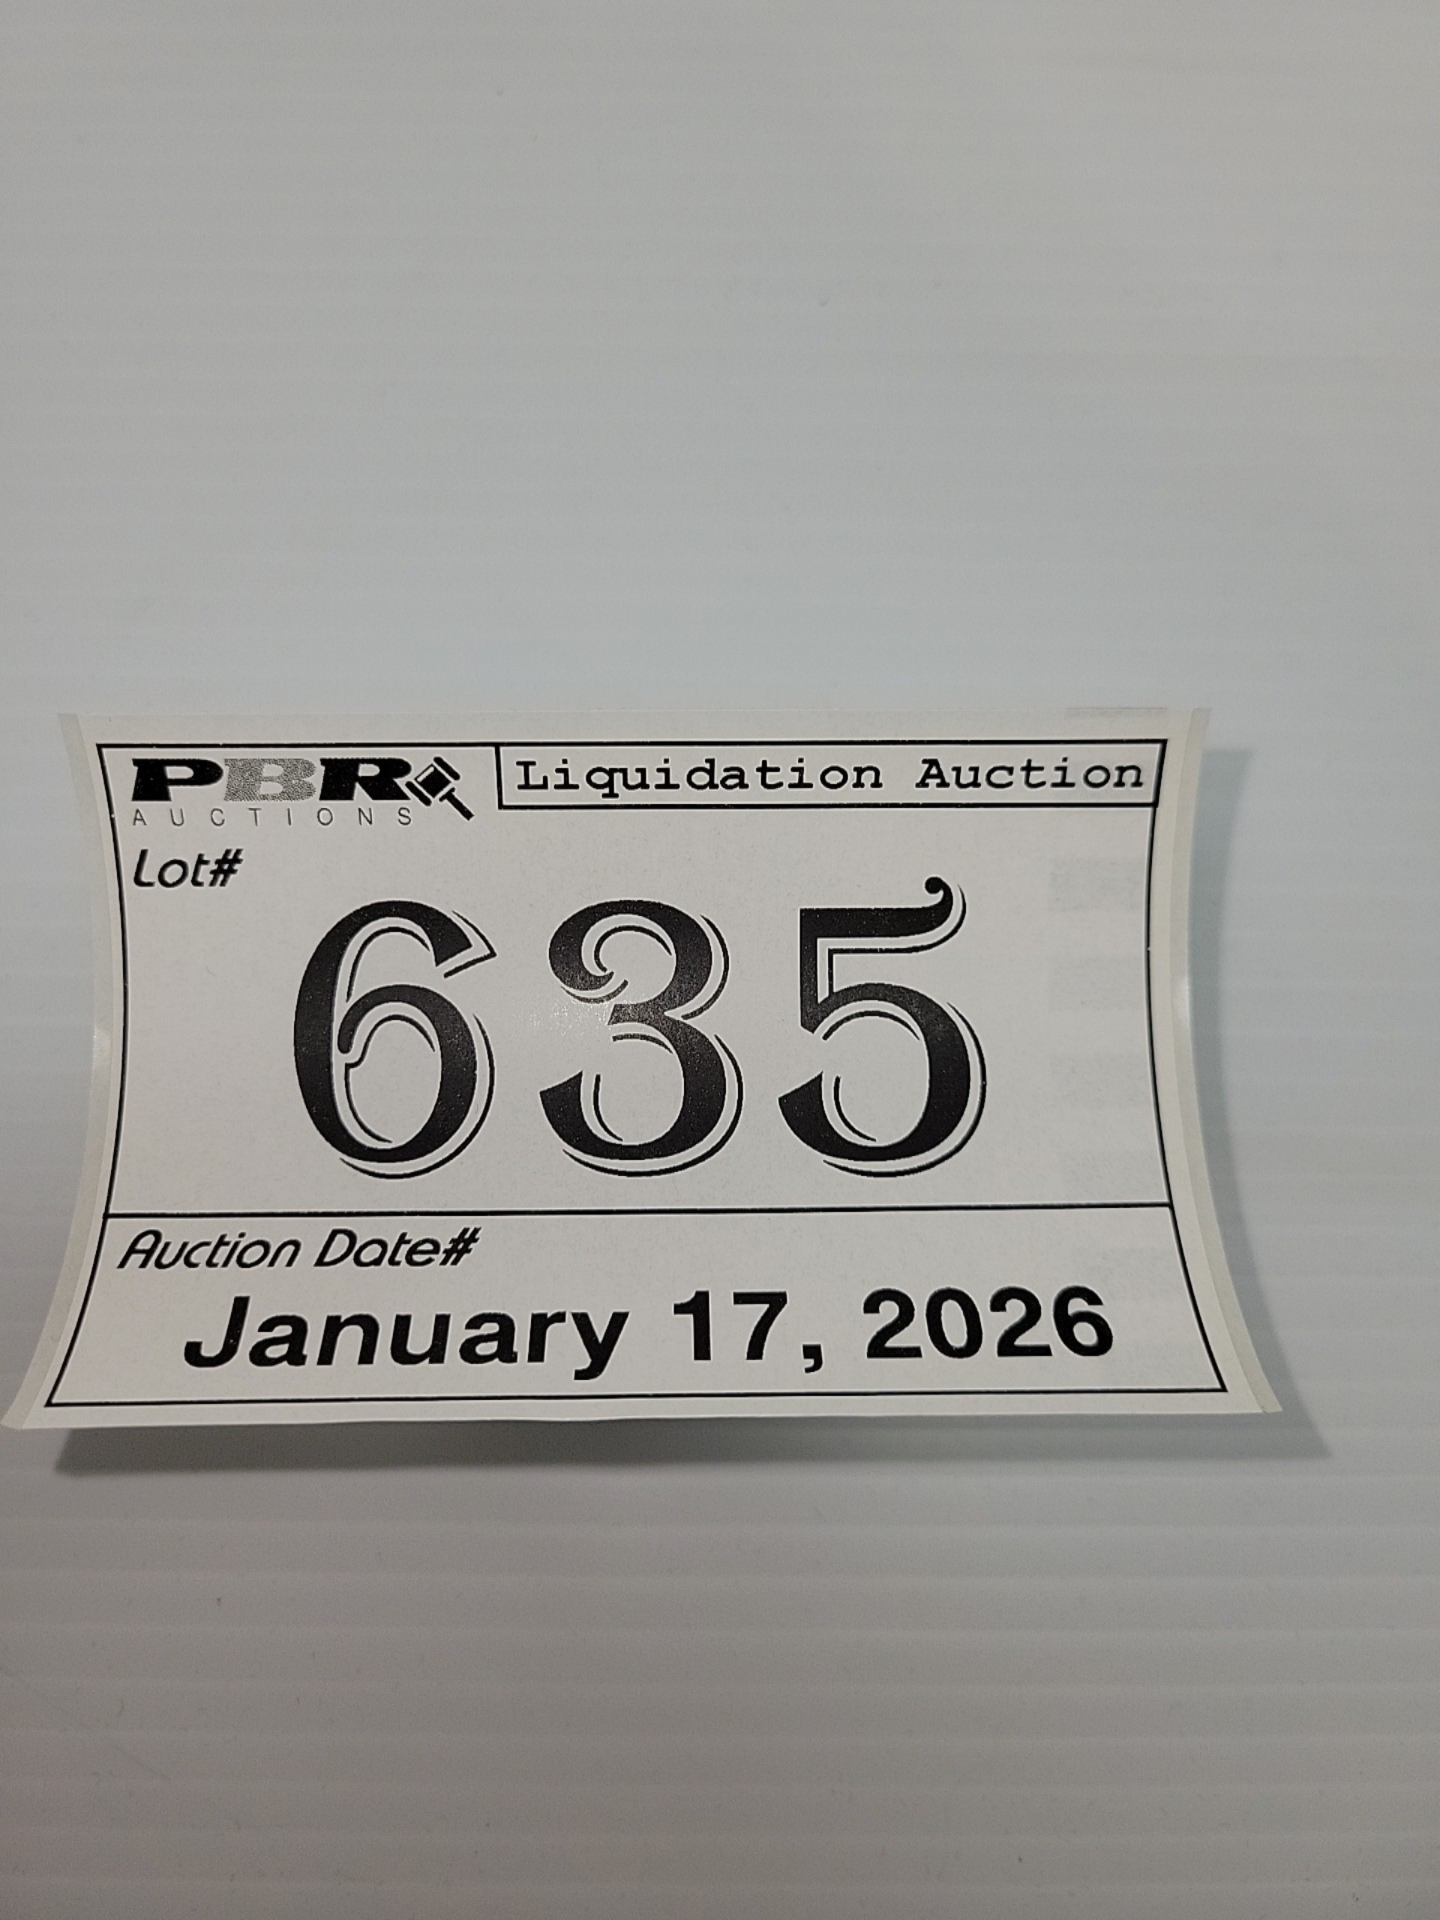 PBR
AUCTIONS
Liquidation Auction
Lot#
635
Auction Date#
January 17, 2026